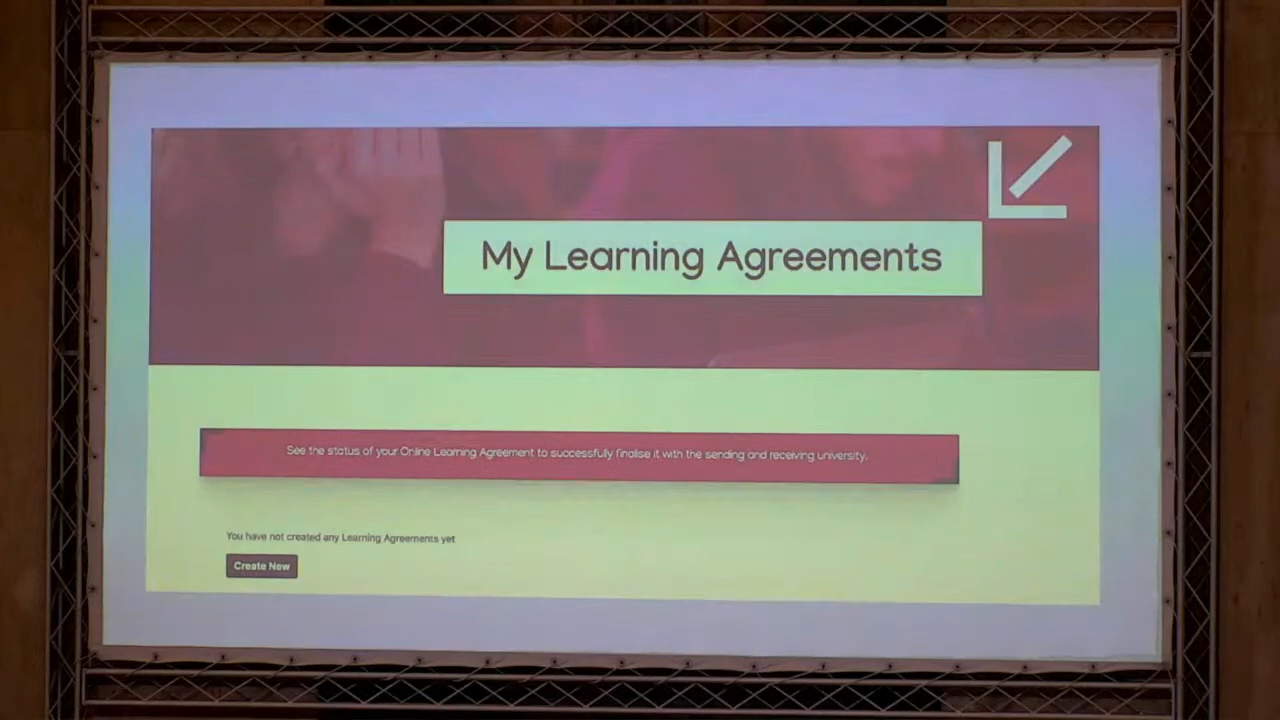 My Learning Agreements
See the status of your Online Learning Agreement to successfully finalise it with the sending and receiving university.
You have not created any Learning Agreements yet
Create New